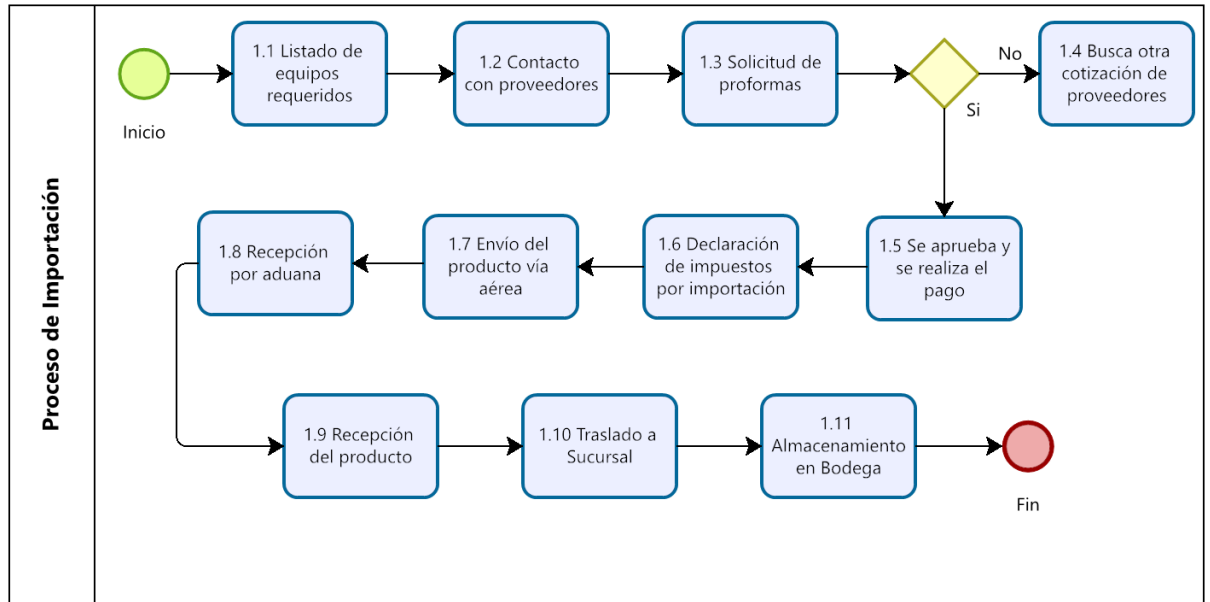 Proceso de Importación
Inicio
1.1 Listado de
equipos
requeridos
1.2 Contacto
con proveedores
1.3 Solicitud de
proformas
No
Si
1.4 Busca otra
cotización de
proveedores
1.5 Se aprueba y
se realiza el
pago
1.6 Declaración
de impuestos
por importación
1.7 Envío del
producto vía
aérea
1.8 Recepción
por aduana
1.9 Recepción
del producto
1.10 Traslado a
Sucursal
1.11
Almacenamiento
en Bodega
Fin